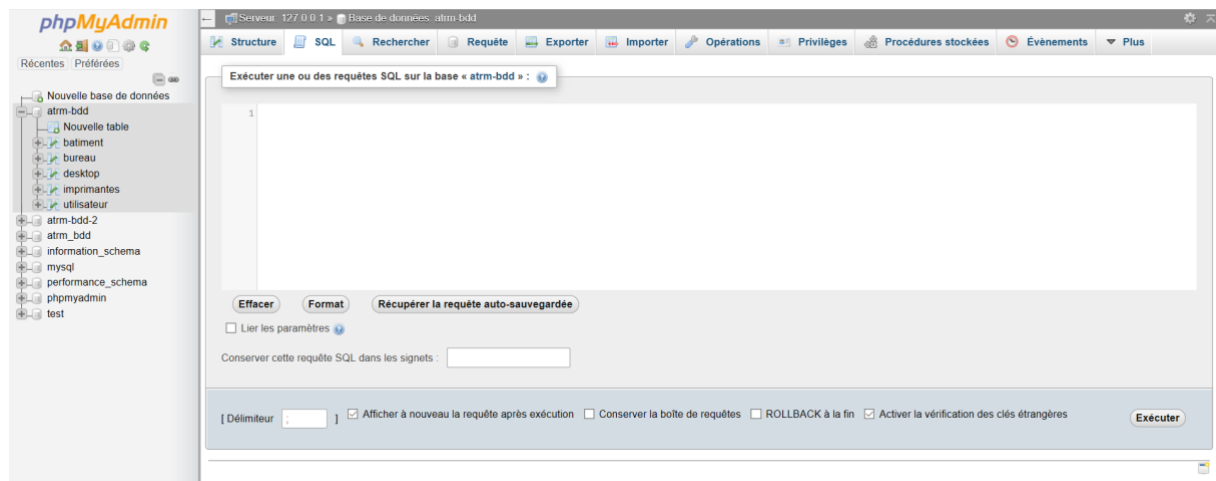 phpMyAdmin
Récentes Préférées
Nouvelle base de données
atrm-bdd
Nouvelle table
batiment
bureau
desktop
imprimantes
utilisateur
atrm-bdd-2
atrm_bdd
information_schema
mysql
performance_schema
phpmyadmin
test
Serveur: 127.0.0.1 » Base de données: atrm-bdd
Structure SQL Rechercher Requête Exporter Importer Opérations Privilèges Procédures stockées Évènements Plus
Exécuter une ou des requêtes SQL sur la base « atrm-bdd » :
1
Effacer Format Récupérer la requête auto-sauvegardée
Lier les paramètres
Conserver cette requête SQL dans les signets :
[ Délimiteur ; ] Afficher à nouveau la requête après exécution Conserver la boîte de requêtes ROLLBACK à la fin Activer la vérification des clés étrangères Exécuter